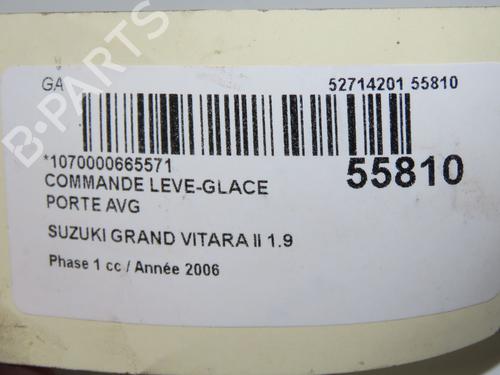 GA
52714201 55810
*1070000665571
55810
COMMANDE LEVE-GLACE
PORTE AVG
SUZUKI GRAND VITARA II 1.9
Phase 1 cc / Année 2006
B-PARTS